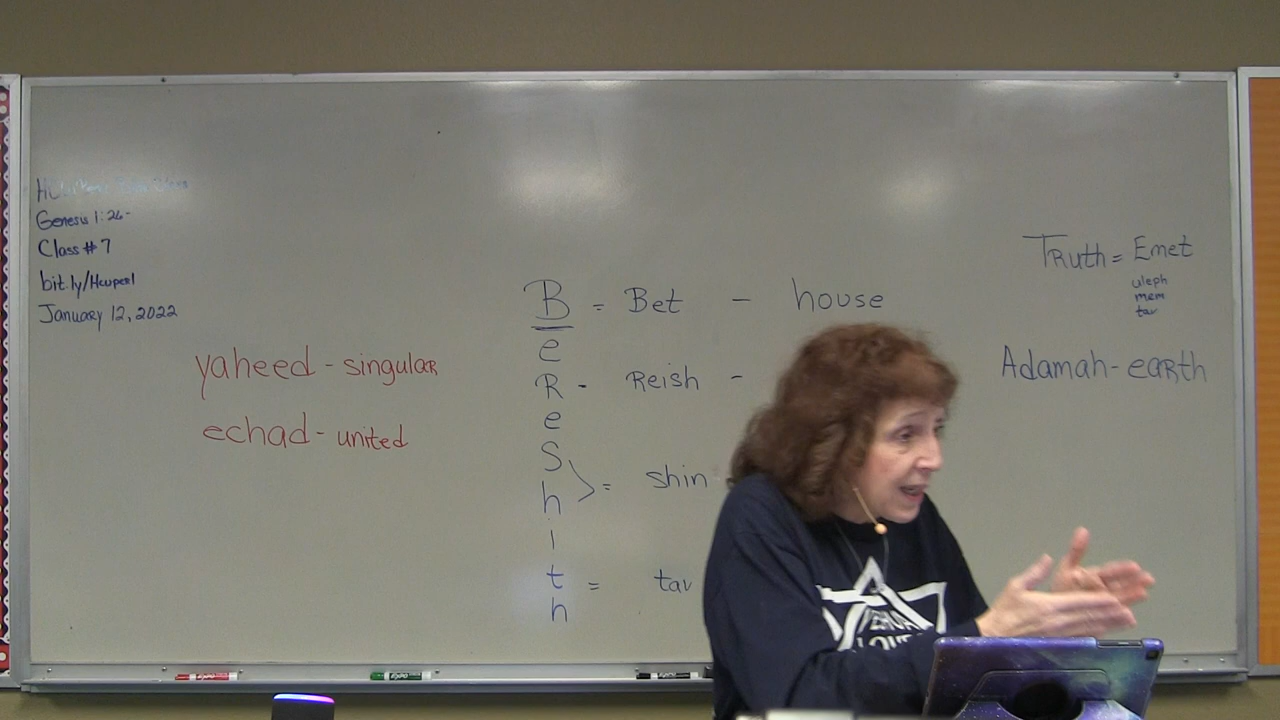 Genesis 1:26-
Class #7
bit.ly/Hcwpent
January 12, 2022
yaheed - singular
echad - united
B = Bet - house
e
R - Reish -
e
S
h = shin
i
t = tav
h
Truth = Emet
aleph
mem
tav
Adamah - earth